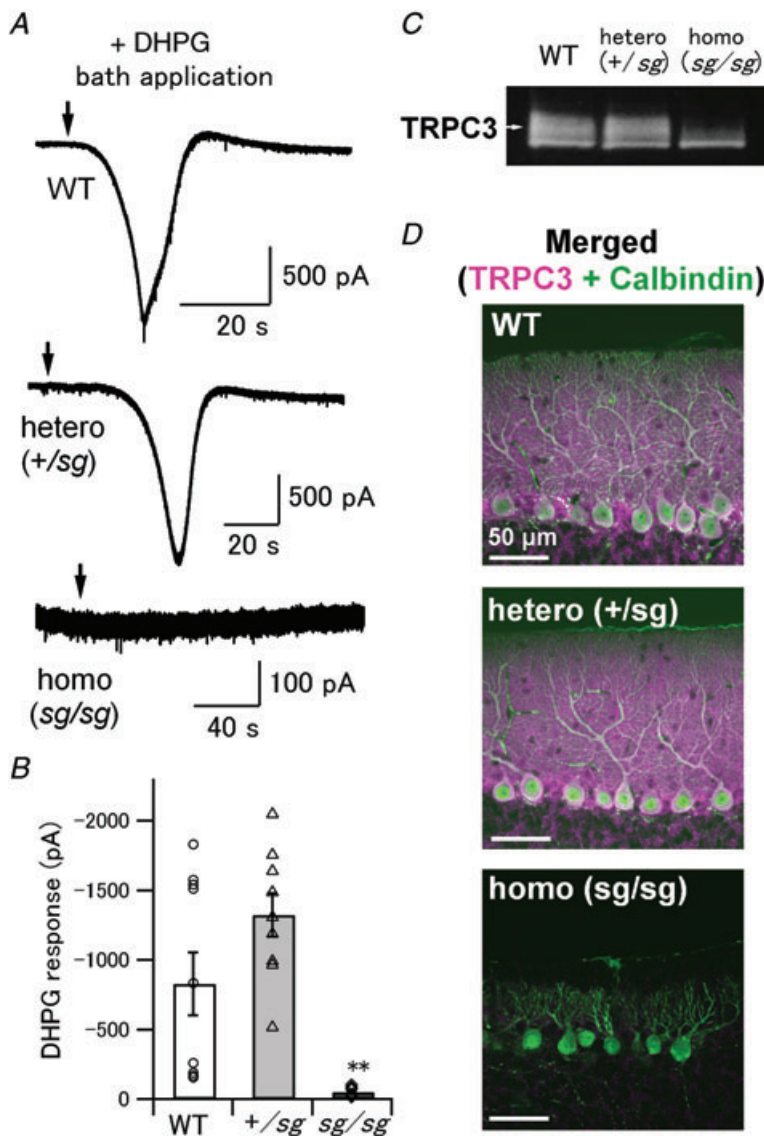 A
+ DHPG
bath application
WT
500 pA
20 s
hetero
(+/sg)
500 pA
20 s
homo
(sg/sg)
100 pA
40 s
B
DHPG response (pA)
-2000
-1500
-1000
-500
0
**
WT
+/sg
sg/sg
C
WT
hetero
(+/sg)
homo
(sg/sg)
TRPC3
D
Merged
(TRPC3 + Calbindin)
WT
50 µm
hetero (+/sg)
homo (sg/sg)